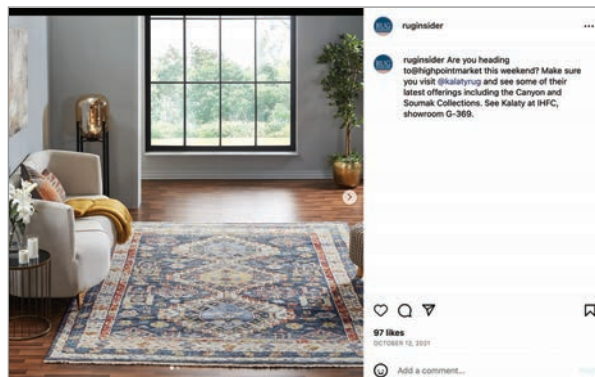 ruginsider
ruginsider Are you heading
to@highpointmarket this weekend? Make sure
you visit @kalatyrug and see some of their
latest offerings including the Canyon and
Soumak Collections. See Kalaty at IHFC,
showroom G-369.
97 likes
OCTOBER 12, 2021
Add a comment...